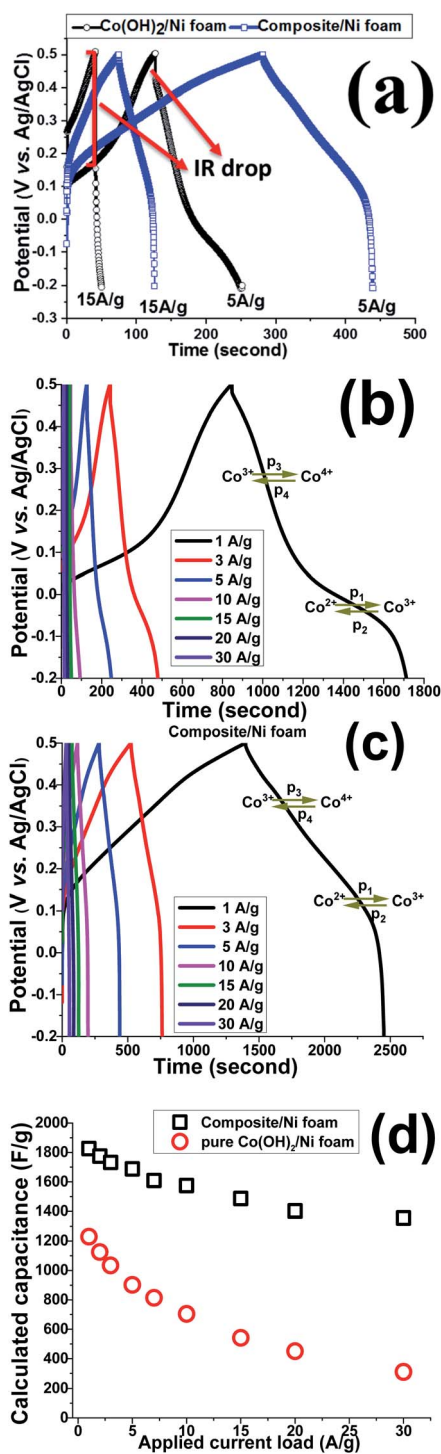 Co(OH)2/Ni foam Composite/Ni foam
(a)
Potential (V vs. Ag/AgCl)
0.5
0.4
0.3
0.2
0.1
0.0
-0.1
-0.2
-0.3
IR drop
15A/g 15A/g 5A/g 5A/g
0 100 200 300 400 500
Time (second)
(b)
Potential (V vs. Ag/AgCl)
0.5
0.4
0.3
0.2
0.1
0.0
-0.1
-0.2
Co³⁺ p₃ Co⁴⁺
p₄
1 A/g
3 A/g
5 A/g
10 A/g
15 A/g
20 A/g
30 A/g
Co²⁺ p₁ Co³⁺
p₂
0 200 400 600 800 1000 1200 1400 1600 1800
Time (second)
Composite/Ni foam
(c)
Potential (V vs. Ag/AgCl)
0.5
0.4
0.3
0.2
0.1
0.0
-0.1
-0.2
Co³⁺ p₃ Co⁴⁺
p₄
Co²⁺ p₁ Co³⁺
p₂
1 A/g
3 A/g
5 A/g
10 A/g
15 A/g
20 A/g
30 A/g
0 500 1000 1500 2000 2500
Time (second)
Composite/Ni foam
pure Co(OH)₂/Ni foam
(d)
Calculated capacitance (F/g)
2000
1800
1600
1400
1200
1000
800
600
400
200
0
0 5 10 15 20 25 30
Applied current load (A/g)